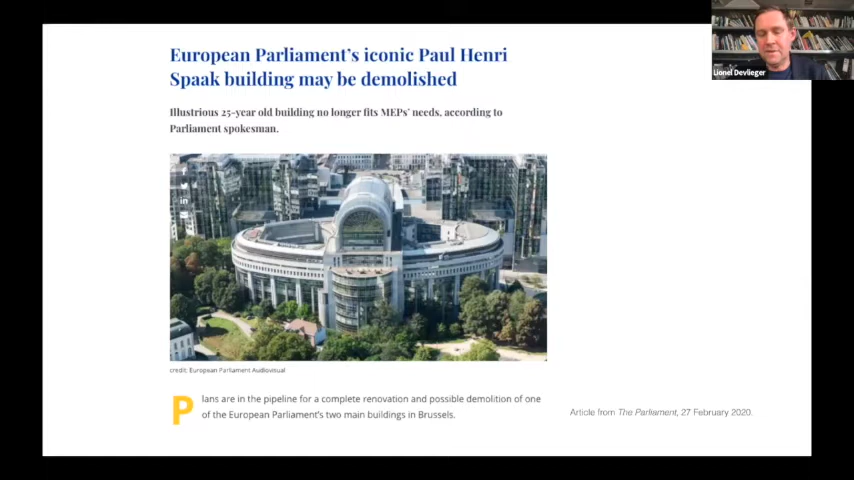 Lionel Devlieger
European Parliament's iconic Paul Henri
Spaak building may be demolished
Illustrious 25-year old building no longer fits MEPs' needs, according to
Parliament spokesman.
f
in
credit: European Parliament Audiovisual
Plans are in the pipeline for a complete renovation and possible demolition of one
of the European Parliament's two main buildings in Brussels.
Article from The Parliament, 27 February 2020.